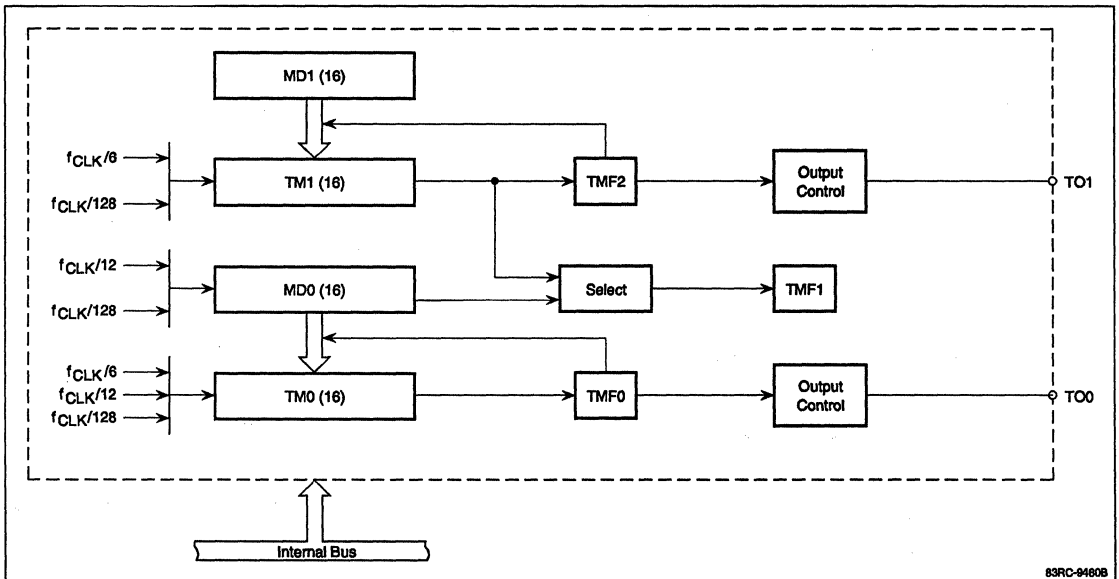 MD1 (16)
fCLK/6
fCLK/128
TM1 (16)
TMF2
Output
Control
TO1
fCLK/12
fCLK/128
MD0 (16)
Select
TMF1
fCLK/6
fCLK/12
fCLK/128
TM0 (16)
TMF0
Output
Control
TO0
Internal Bus
83RC-9460B